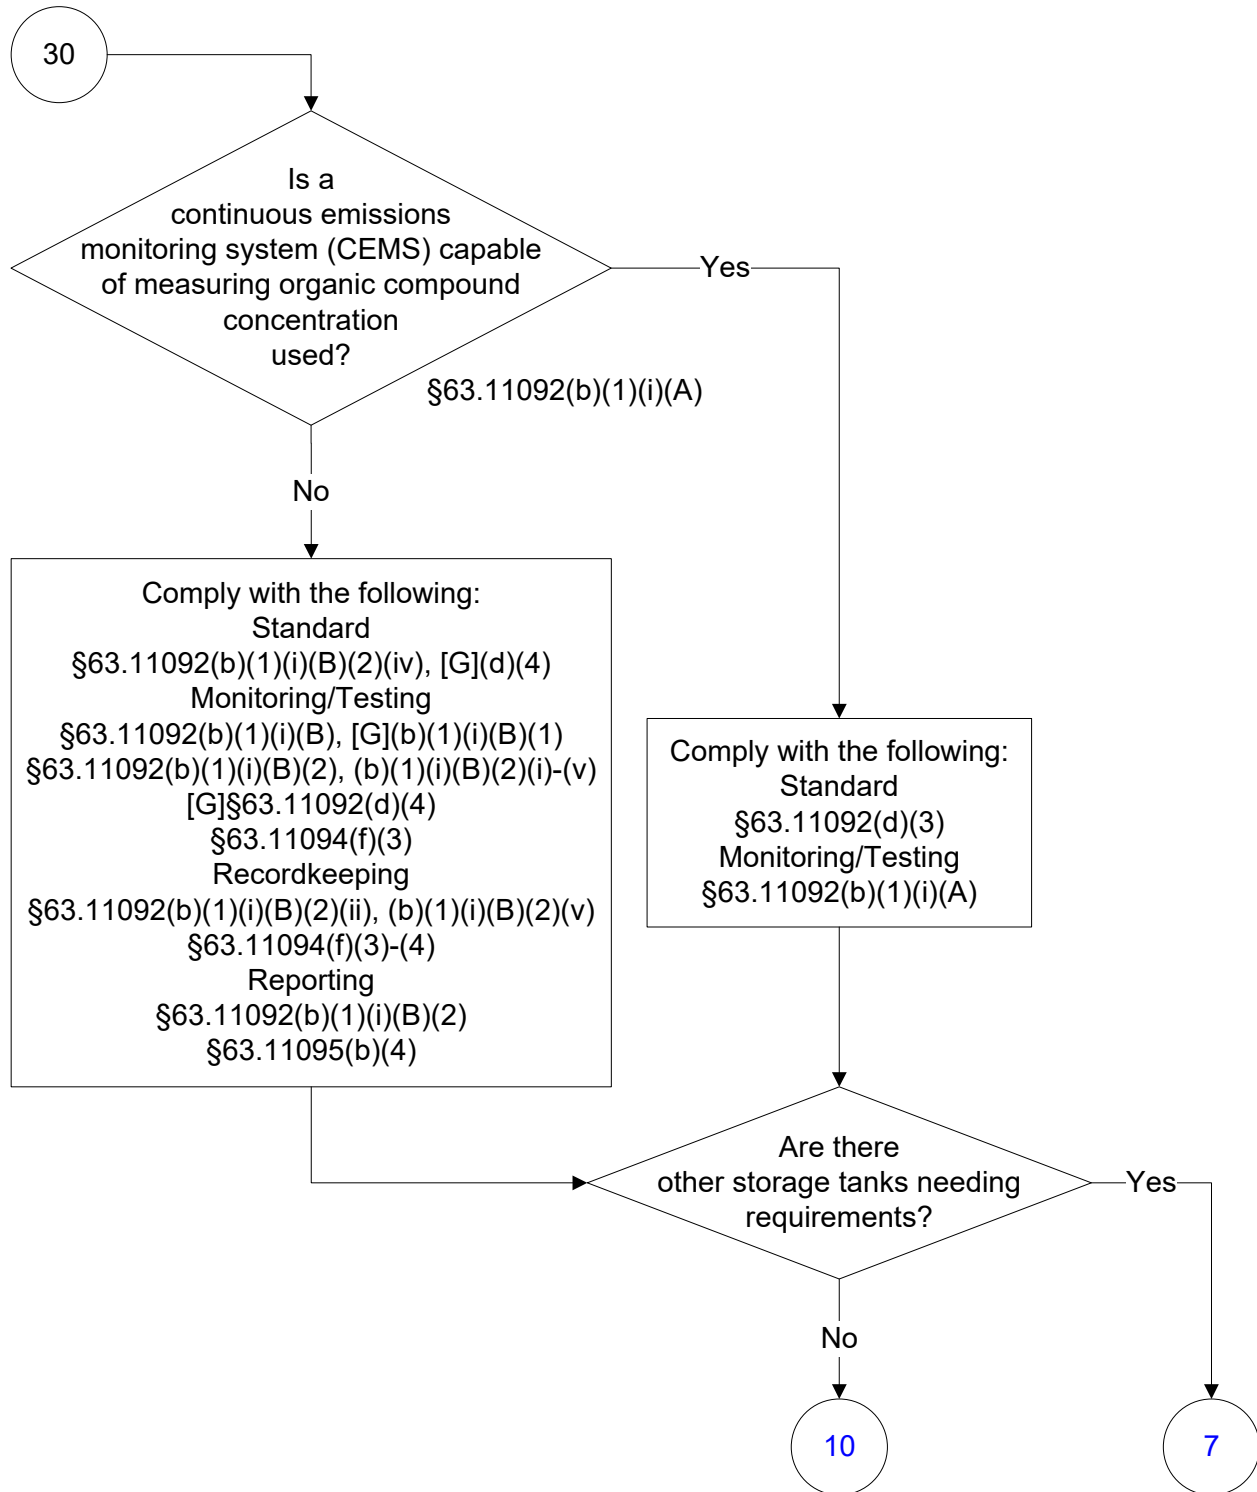 30
Is a
continuous emissions
monitoring system (CEMS) capable
of measuring organic compound
concentration
used?
Yes
§63.11092(b)(1)(i)(A)
No
Comply with the following:
Standard
§63.11092(b)(1)(i)(B)(2)(iv), [G](d)(4)
Monitoring/Testing
§63.11092(b)(1)(i)(B), [G](b)(1)(i)(B)(1)
§63.11092(b)(1)(i)(B)(2), (b)(1)(i)(B)(2)(i)-(v)
[G]§63.11092(d)(4)
§63.11094(f)(3)
Recordkeeping
§63.11092(b)(1)(i)(B)(2)(ii), (b)(1)(i)(B)(2)(v)
§63.11094(f)(3)-(4)
Reporting
§63.11092(b)(1)(i)(B)(2)
§63.11095(b)(4)
Comply with the following:
Standard
§63.11092(d)(3)
Monitoring/Testing
§63.11092(b)(1)(i)(A)
Are there
other storage tanks needing
requirements?
Yes
No
10
7